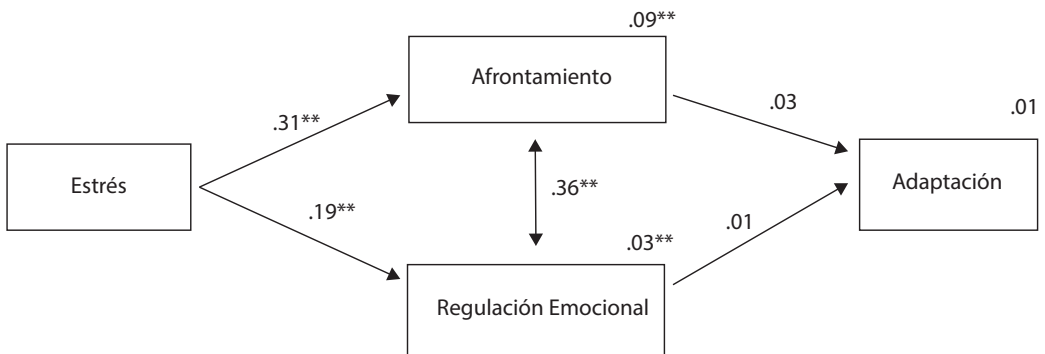 .09**
Afrontamiento
.03
.01
.31**
Estrés
.36**
Adaptación
.19**
.03**
.01
Regulación Emocional